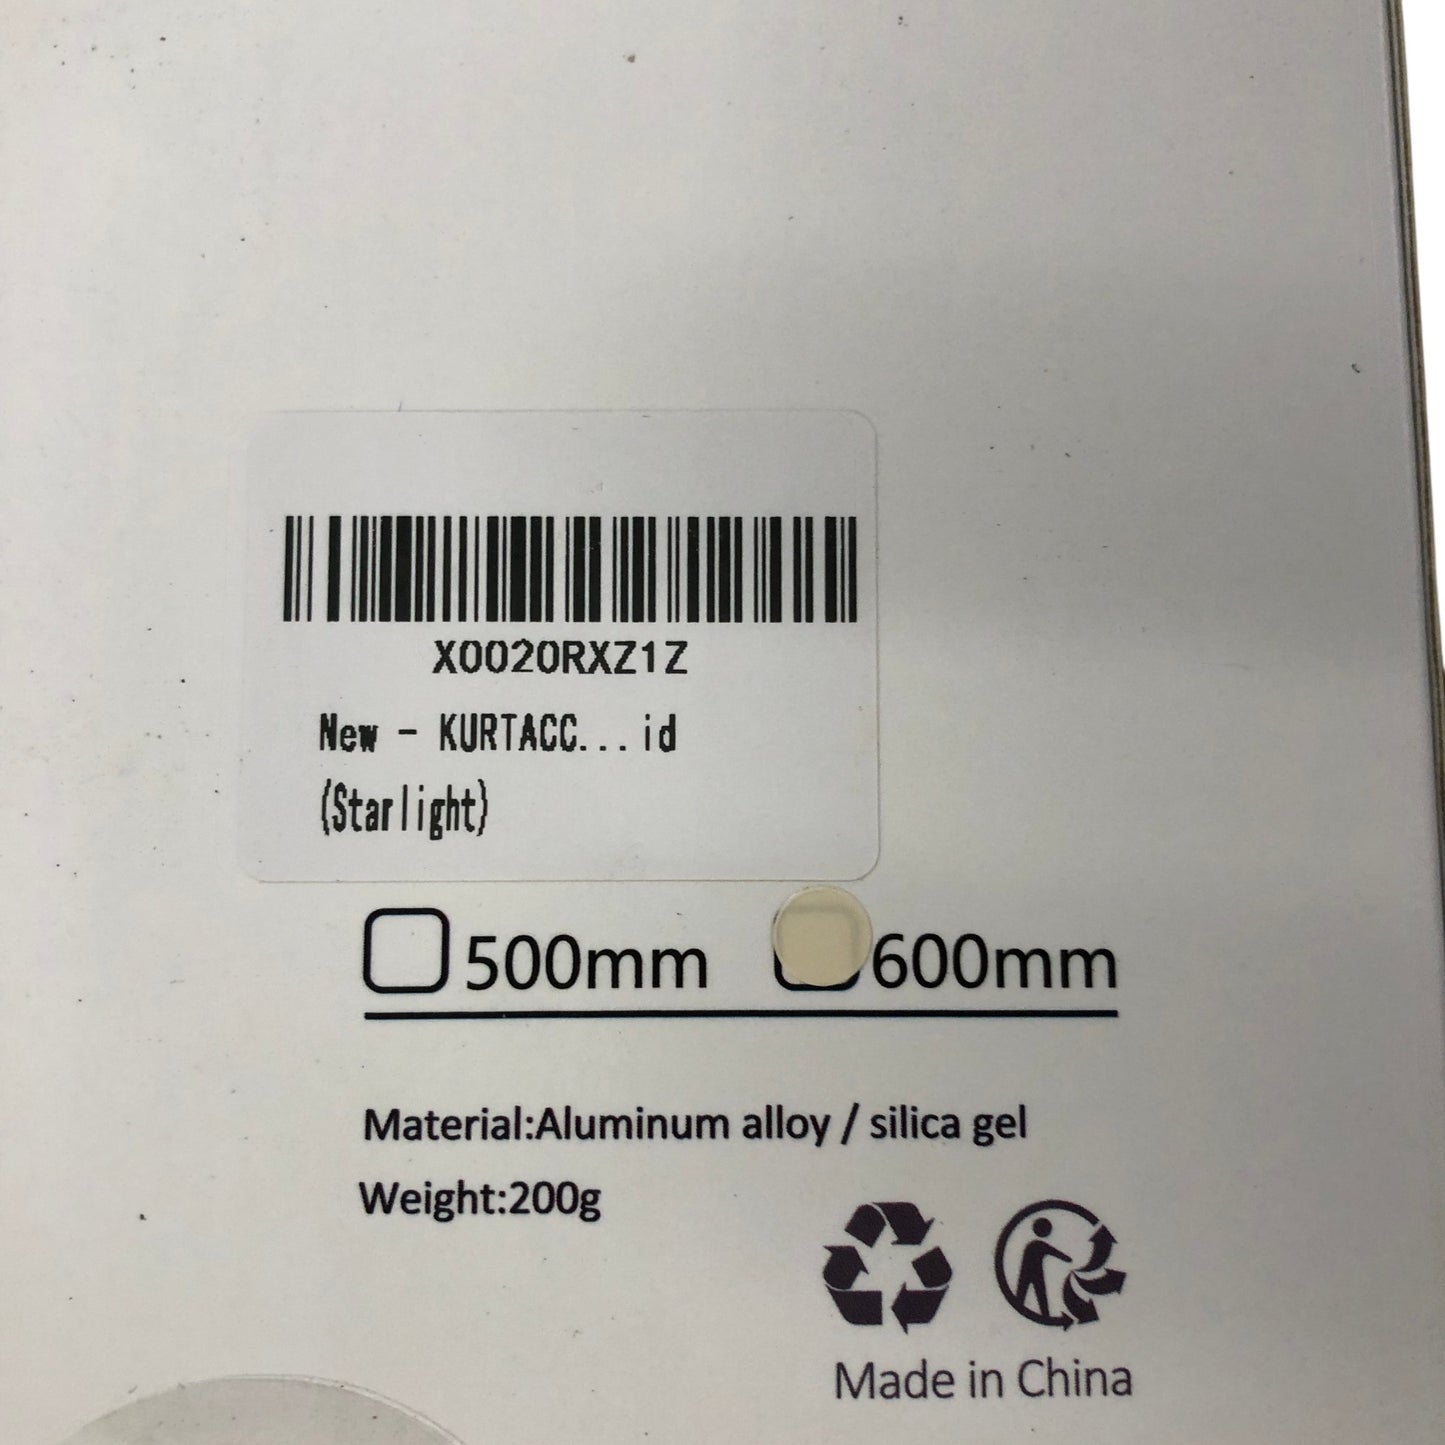 X0020RXZ1Z
New - KURTACC...id
(Starlight)
500mm 600mm
Material:Aluminum alloy / silica gel
Weight:200g
Made in China